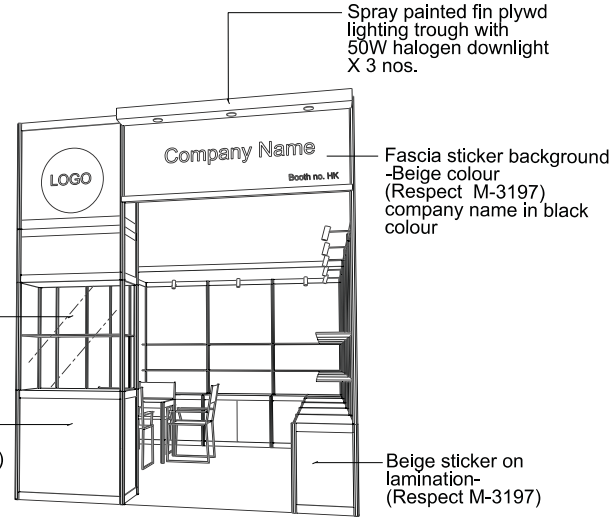 Spray painted fin plywd
lighting trough with
50W halogen downlight
X 3 nos.
Company Name
LOGO
Booth no. HK
Fascia sticker background
-Beige colour
(Respect M-3197)
company name in black
colour
)
Beige sticker on
lamination-
(Respect M-3197)